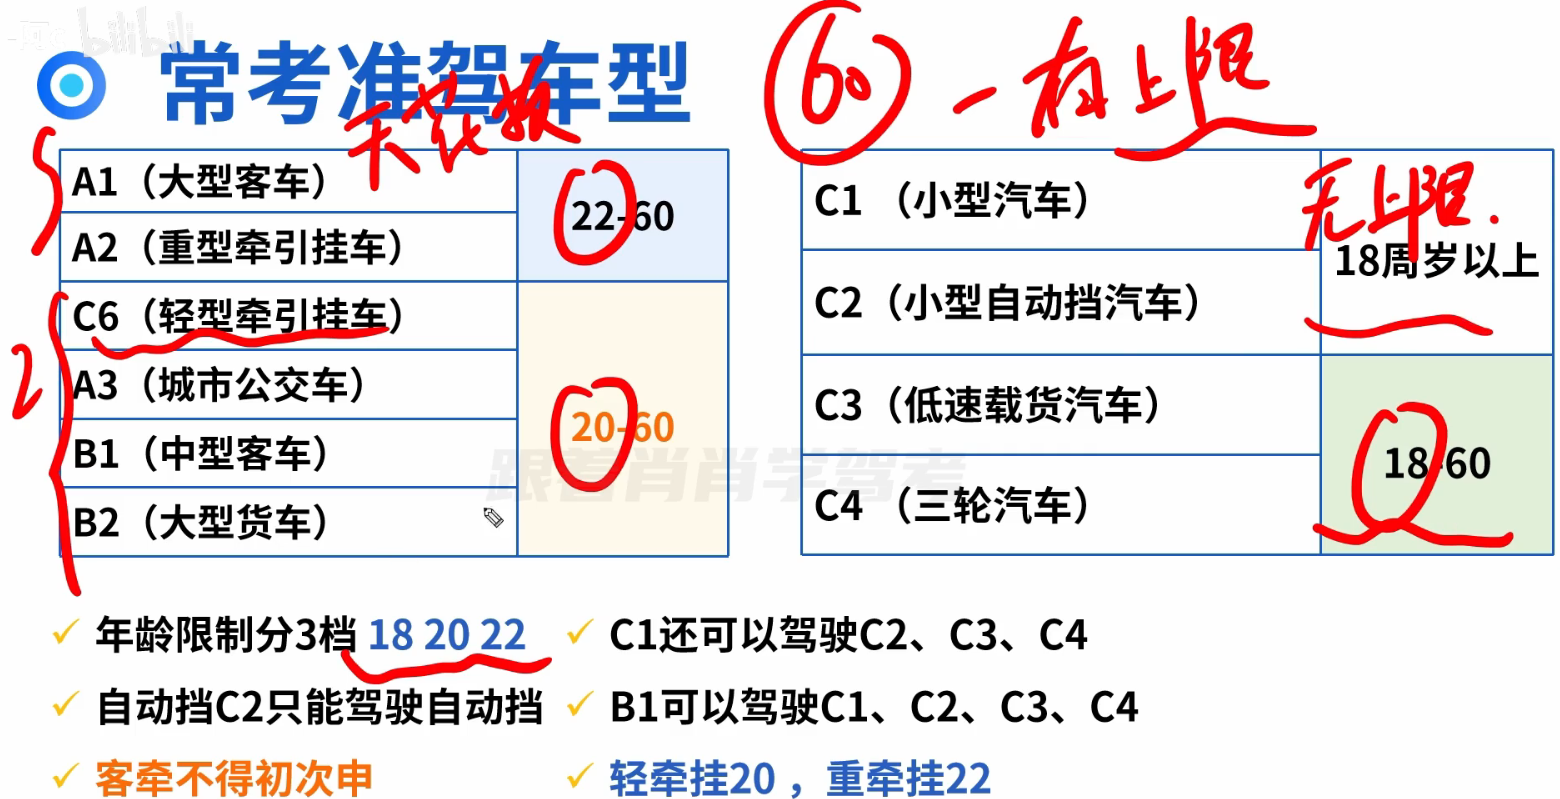 bilibili
常考准驾车型
60 一有上限
天花板
A1（大型客车）
22-60
A2（重型牵引挂车）
C6（轻型牵引挂车）
2
A3（城市公交车）
20-60
B1（中型客车）
B2（大型货车）
C1 （小型汽车）
无上限.
18周岁以上
C2（小型自动挡汽车）
C3（低速载货汽车）
18-60
C4 （三轮汽车）
跟着肖肖学驾考
年龄限制分3档 18 20 22
C1还可以驾驶C2、C3、C4
自动挡C2只能驾驶自动挡
B1可以驾驶C1、C2、C3、C4
客牵不得初次申
轻牵挂20 ，重牵挂22